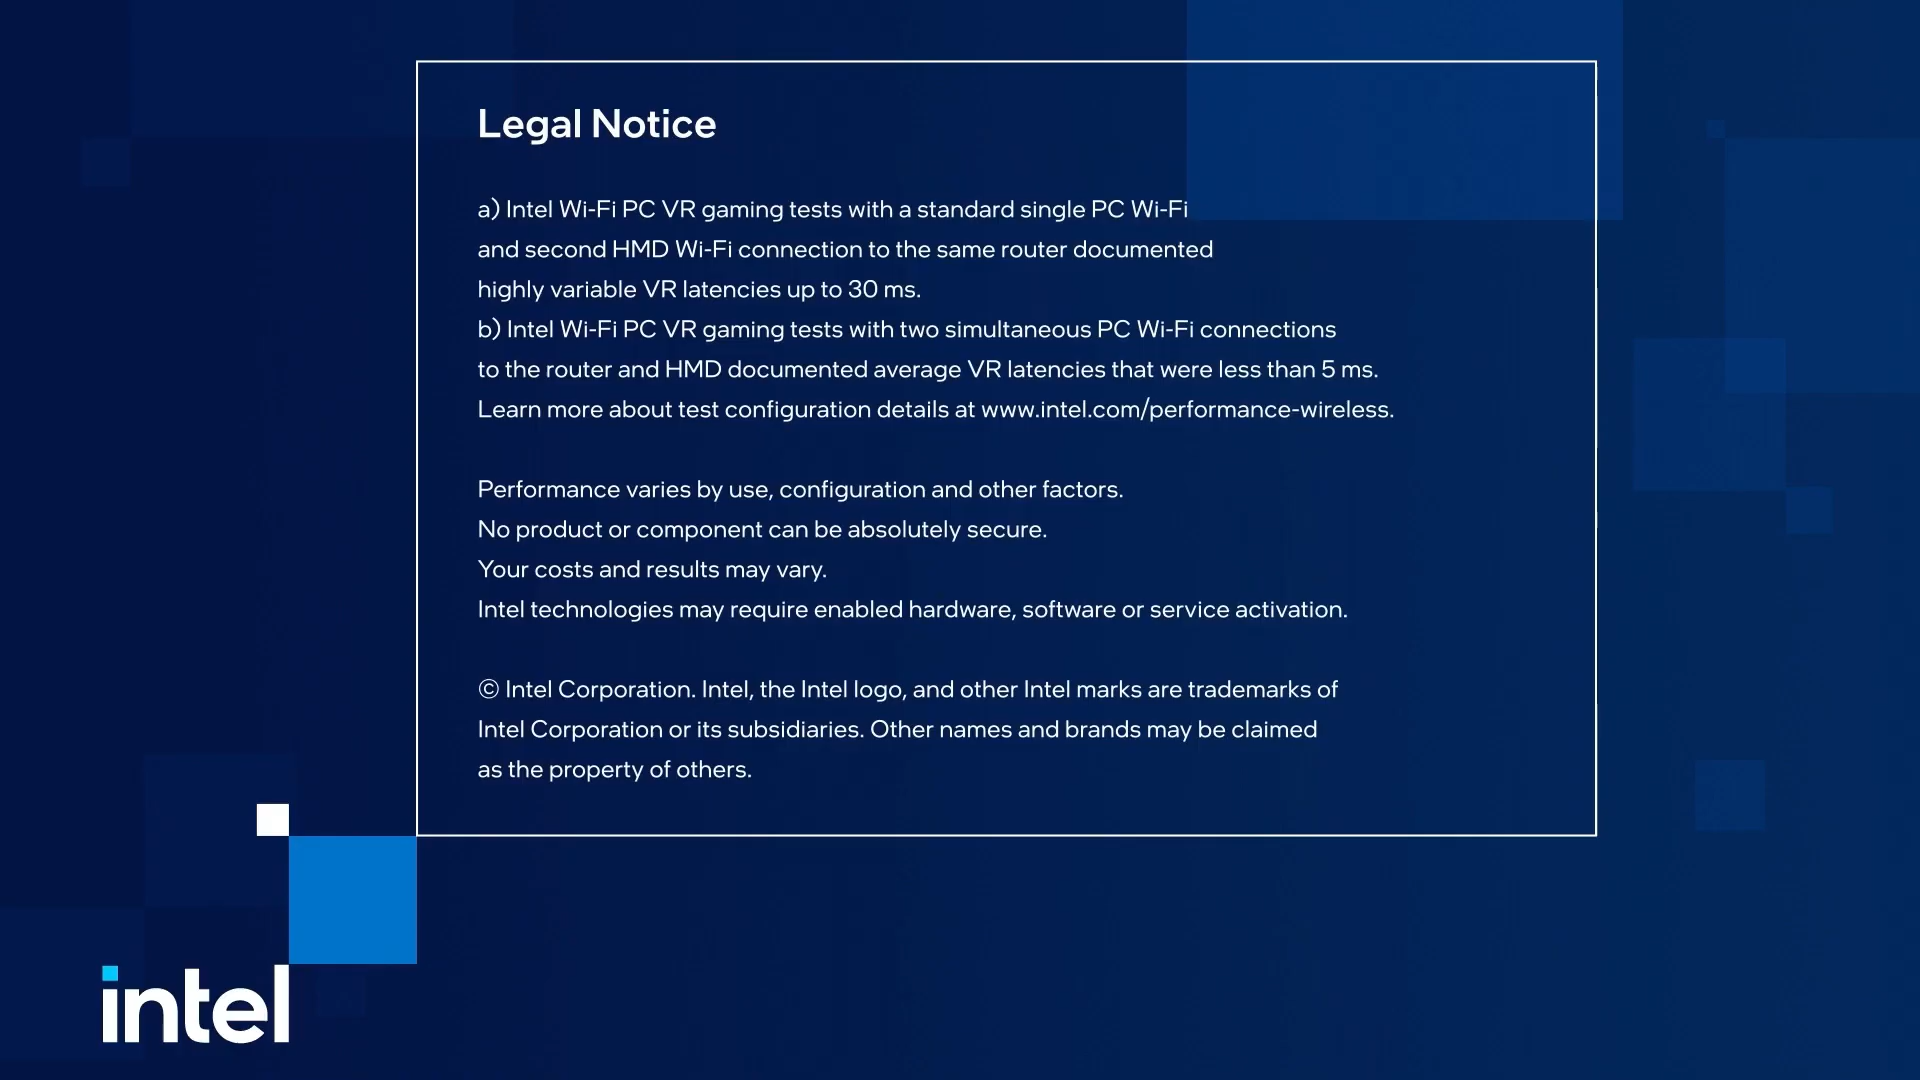 Legal Notice
a) Intel Wi-Fi PC VR gaming tests with a standard single PC Wi-Fi
and second HMD Wi-Fi connection to the same router documented
highly variable VR latencies up to 30 ms.
b) Intel Wi-Fi PC VR gaming tests with two simultaneous PC Wi-Fi connections
to the router and HMD documented average VR latencies that were less than 5 ms.
Learn more about test configuration details at www.intel.com/performance-wireless.
Performance varies by use, configuration and other factors.
No product or component can be absolutely secure.
Your costs and results may vary.
Intel technologies may require enabled hardware, software or service activation.
© Intel Corporation. Intel, the Intel logo, and other Intel marks are trademarks of
Intel Corporation or its subsidiaries. Other names and brands may be claimed
as the property of others.
intel